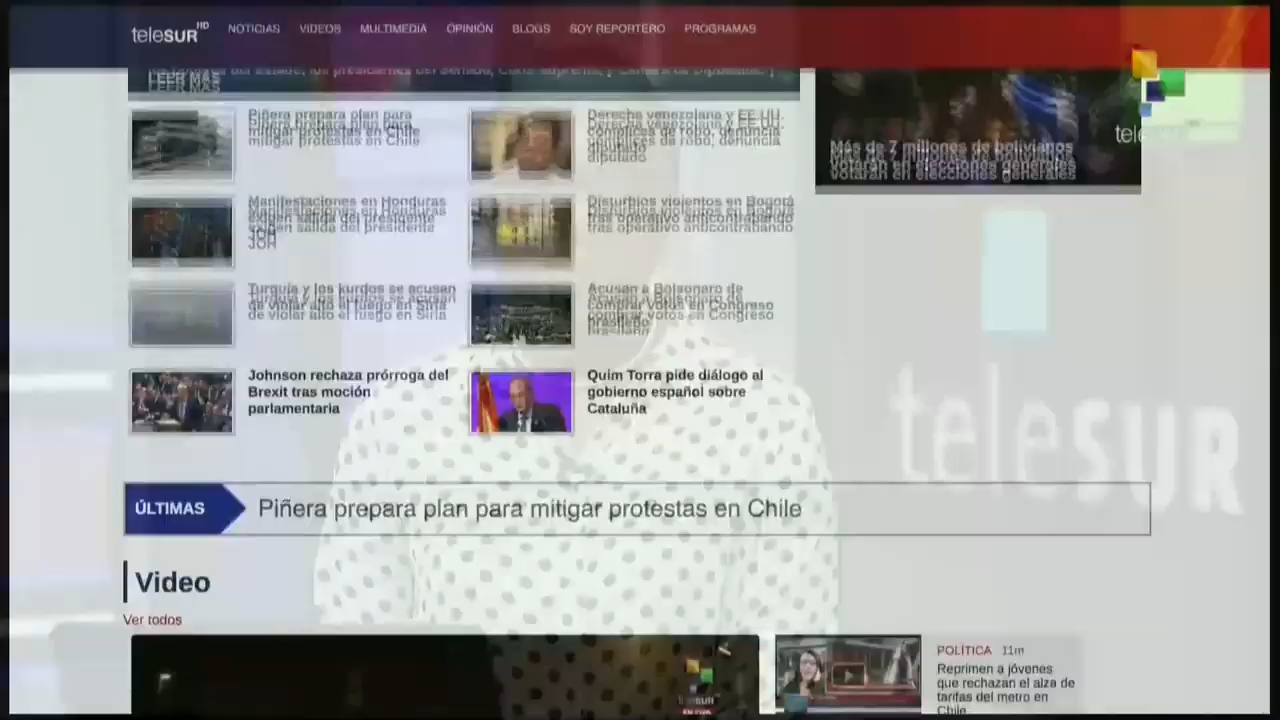 teleSUR HD
NOTICIAS VIDEOS MULTIMEDIA OPINIÓN BLOGS SOY REPORTERO PROGRAMAS
LEER MÁS
Piñera prepara plan para
mitigar protestas en Chile
Derecha venezolana y EE.UU.
cómplices de robo, denuncia
diputado
Más de 7 millones de bolivianos
votarán en elecciones generales
tele
Manifestaciones en Honduras
exigen salida del presidente
JOH
Disturbios violentos en Bogotá
tras operativo anticontrabando
Turquía y los kurdos se acusan
de violar alto el fuego en Siria
Acusan a Bolsonaro de
comprar votos en Congreso
brasileño
Johnson rechaza prórroga del
Brexit tras moción
parlamentaria
Quim Torra pide diálogo al
gobierno español sobre
Cataluña
teleSUR
ÚLTIMAS
Piñera prepara plan para mitigar protestas en Chile
Video
Ver todos
teleSUR
POLÍTICA 11m
Reprimen a jóvenes
que rechazan el alza de
tarifas del metro en
Chile